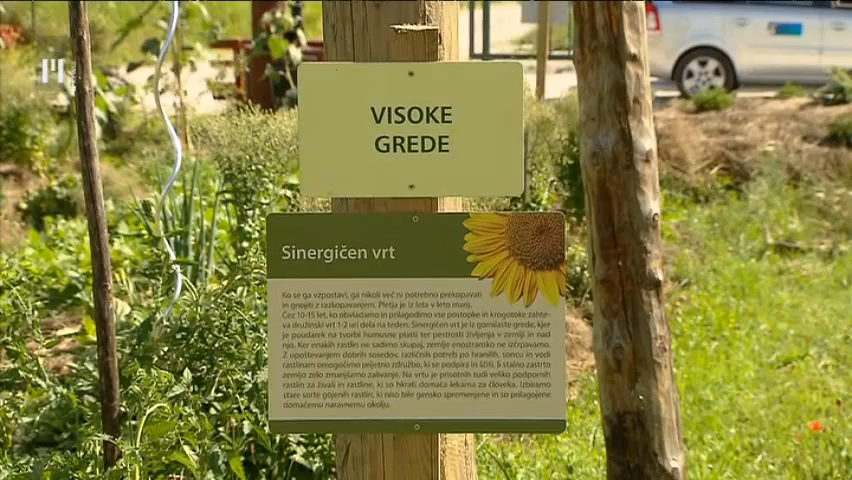 VISOKE
GREDE
Sinergičen vrt
Ko se ga vzpostavi, ga nikoli več ni potrebno prekopavati
in gnojiti z razkopavanjem. Pletja je iz leta v leto manj.
Čez 10-15 let, ko obvladamo in prilagodimo vse postopke in krogotoke zahte-
va družinski vrt 1-2 uri dela na teden. Sinergičen vrt je iz gomilaste grede, kjer
je poudarek na tvorbi humusne plasti ter pestrosti življenja v zemlji in nad
njo. Ker enakih rastlin ne sadimo skupaj, zemlje enostransko ne izčrpavamo.
Z upoštevanjem dobrih sosedov, različnih potreb po hranilih, soncu in vodi
rastlinam omogočimo prijetno združbo, ki se podpira in ščiti. S stalno zastrto
zemljo zelo zmanjšamo zalivanje. Na vrtu je prisotnih tudi veliko podpornih
rastlin za živali in rastline, ki so hkrati domača lekarna za človeka. Izbiramo
stare sorte gojenih rastlin, ki niso bile gensko spremenjene in so prilagojene
domačemu naravnemu okolju.